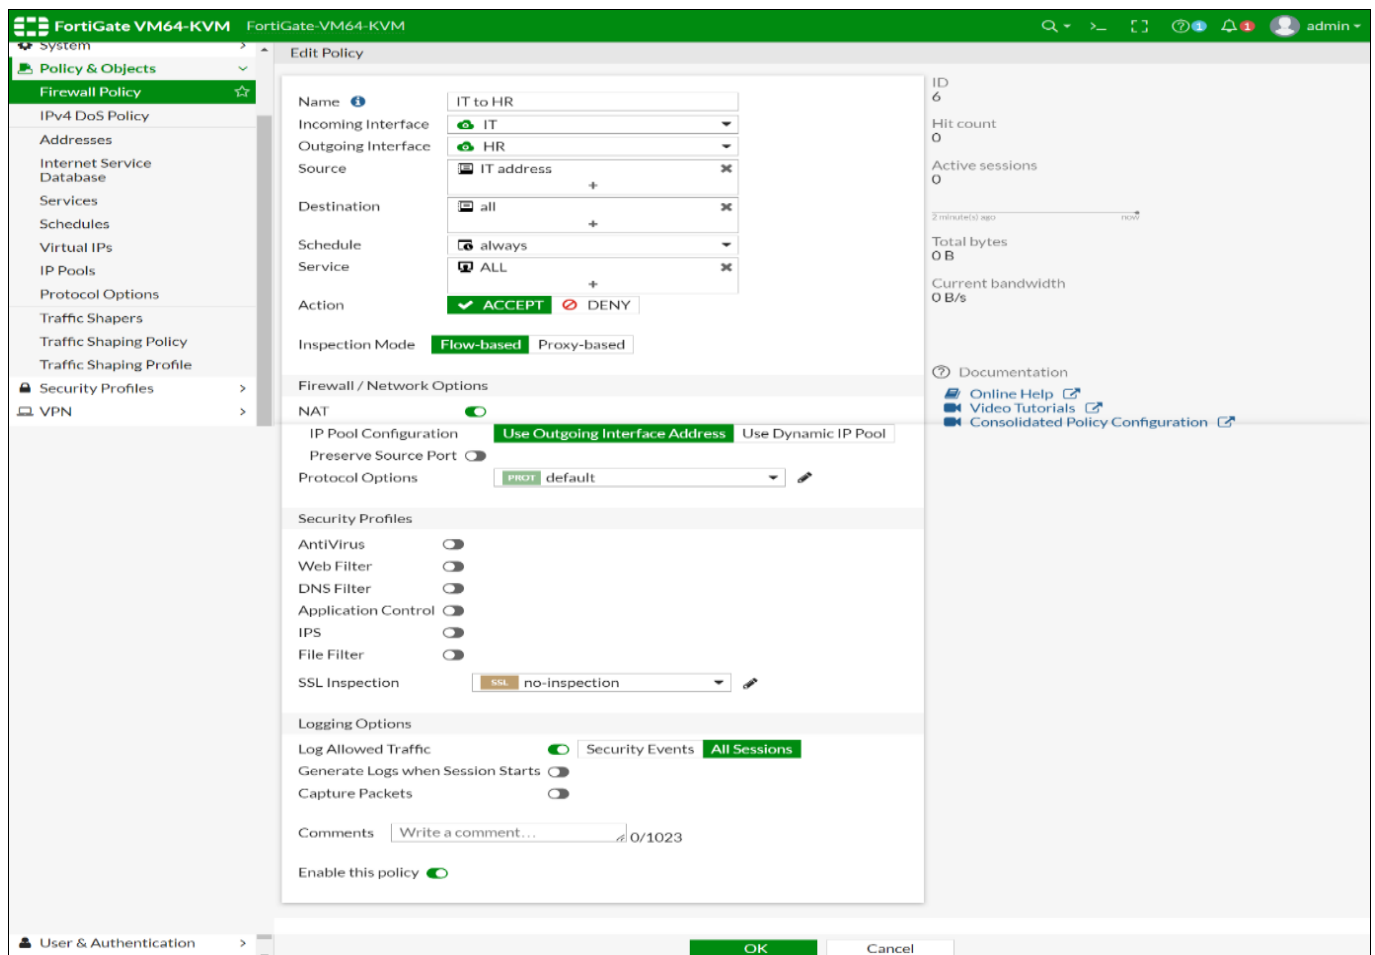 FortiGate VM64-KVM FortiGate-VM64-KVM >_ 1 1 admin
System
Policy & Objects
Firewall Policy
IPv4 DoS Policy
Addresses
Internet Service
Database
Services
Schedules
Virtual IPs
IP Pools
Protocol Options
Traffic Shapers
Traffic Shaping Policy
Traffic Shaping Profile
Security Profiles
VPN
User & Authentication
Edit Policy
Name IT to HR
Incoming Interface IT
Outgoing Interface HR
Source IT address
+
Destination all
+
Schedule always
Service ALL
+
Action ACCEPT DENY
Inspection Mode Flow-based Proxy-based
Firewall / Network Options
NAT
IP Pool Configuration Use Outgoing Interface Address Use Dynamic IP Pool
Preserve Source Port
Protocol Options PROT default
Security Profiles
AntiVirus
Web Filter
DNS Filter
Application Control
IPS
File Filter
SSL Inspection SSL no-inspection
Logging Options
Log Allowed Traffic Security Events All Sessions
Generate Logs when Session Starts
Capture Packets
Comments Write a comment... 0/1023
Enable this policy
OK Cancel
ID
6
Hit count
0
Active sessions
0
2 minute(s) ago now
Total bytes
0 B
Current bandwidth
0 B/s
Documentation
Online Help
Video Tutorials
Consolidated Policy Configuration